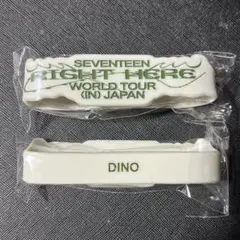 SEVENTEEN
RIGHT HERE
WORLD TOUR
⟨IN⟩ JAPAN
DINO